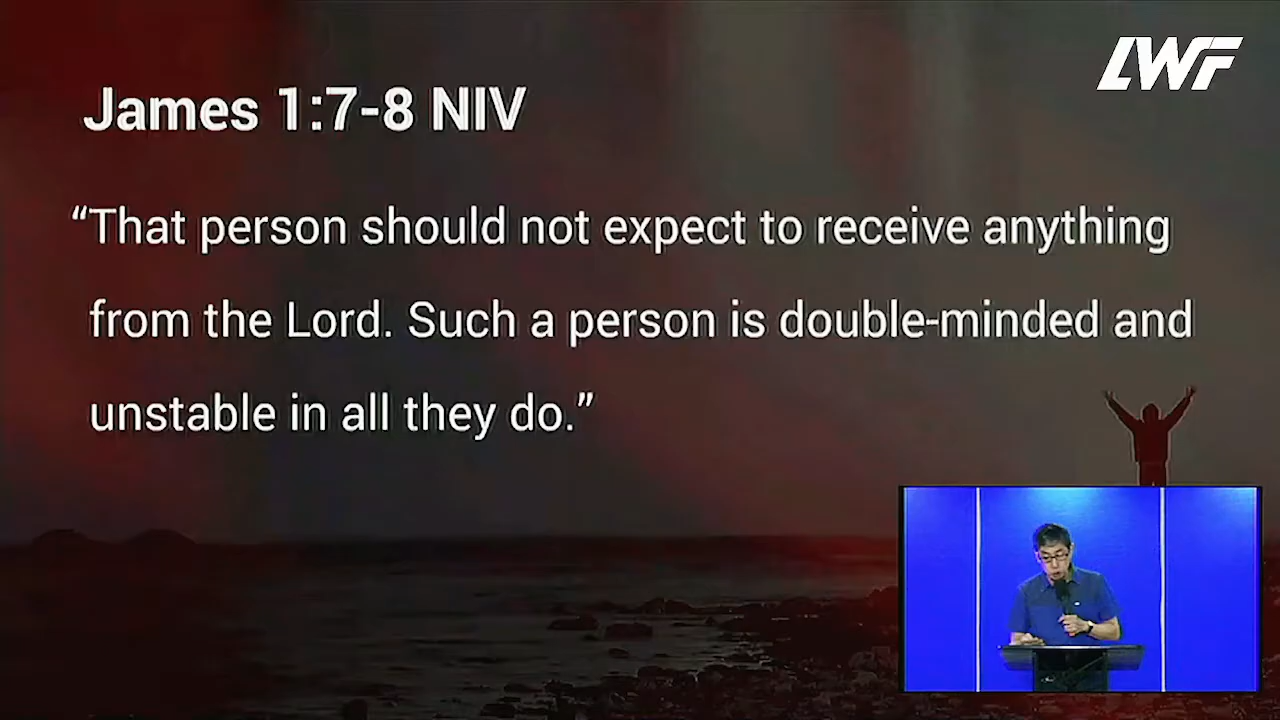 LWF
James 1:7-8 NIV
“That person should not expect to receive anything
from the Lord. Such a person is double-minded and
unstable in all they do.”